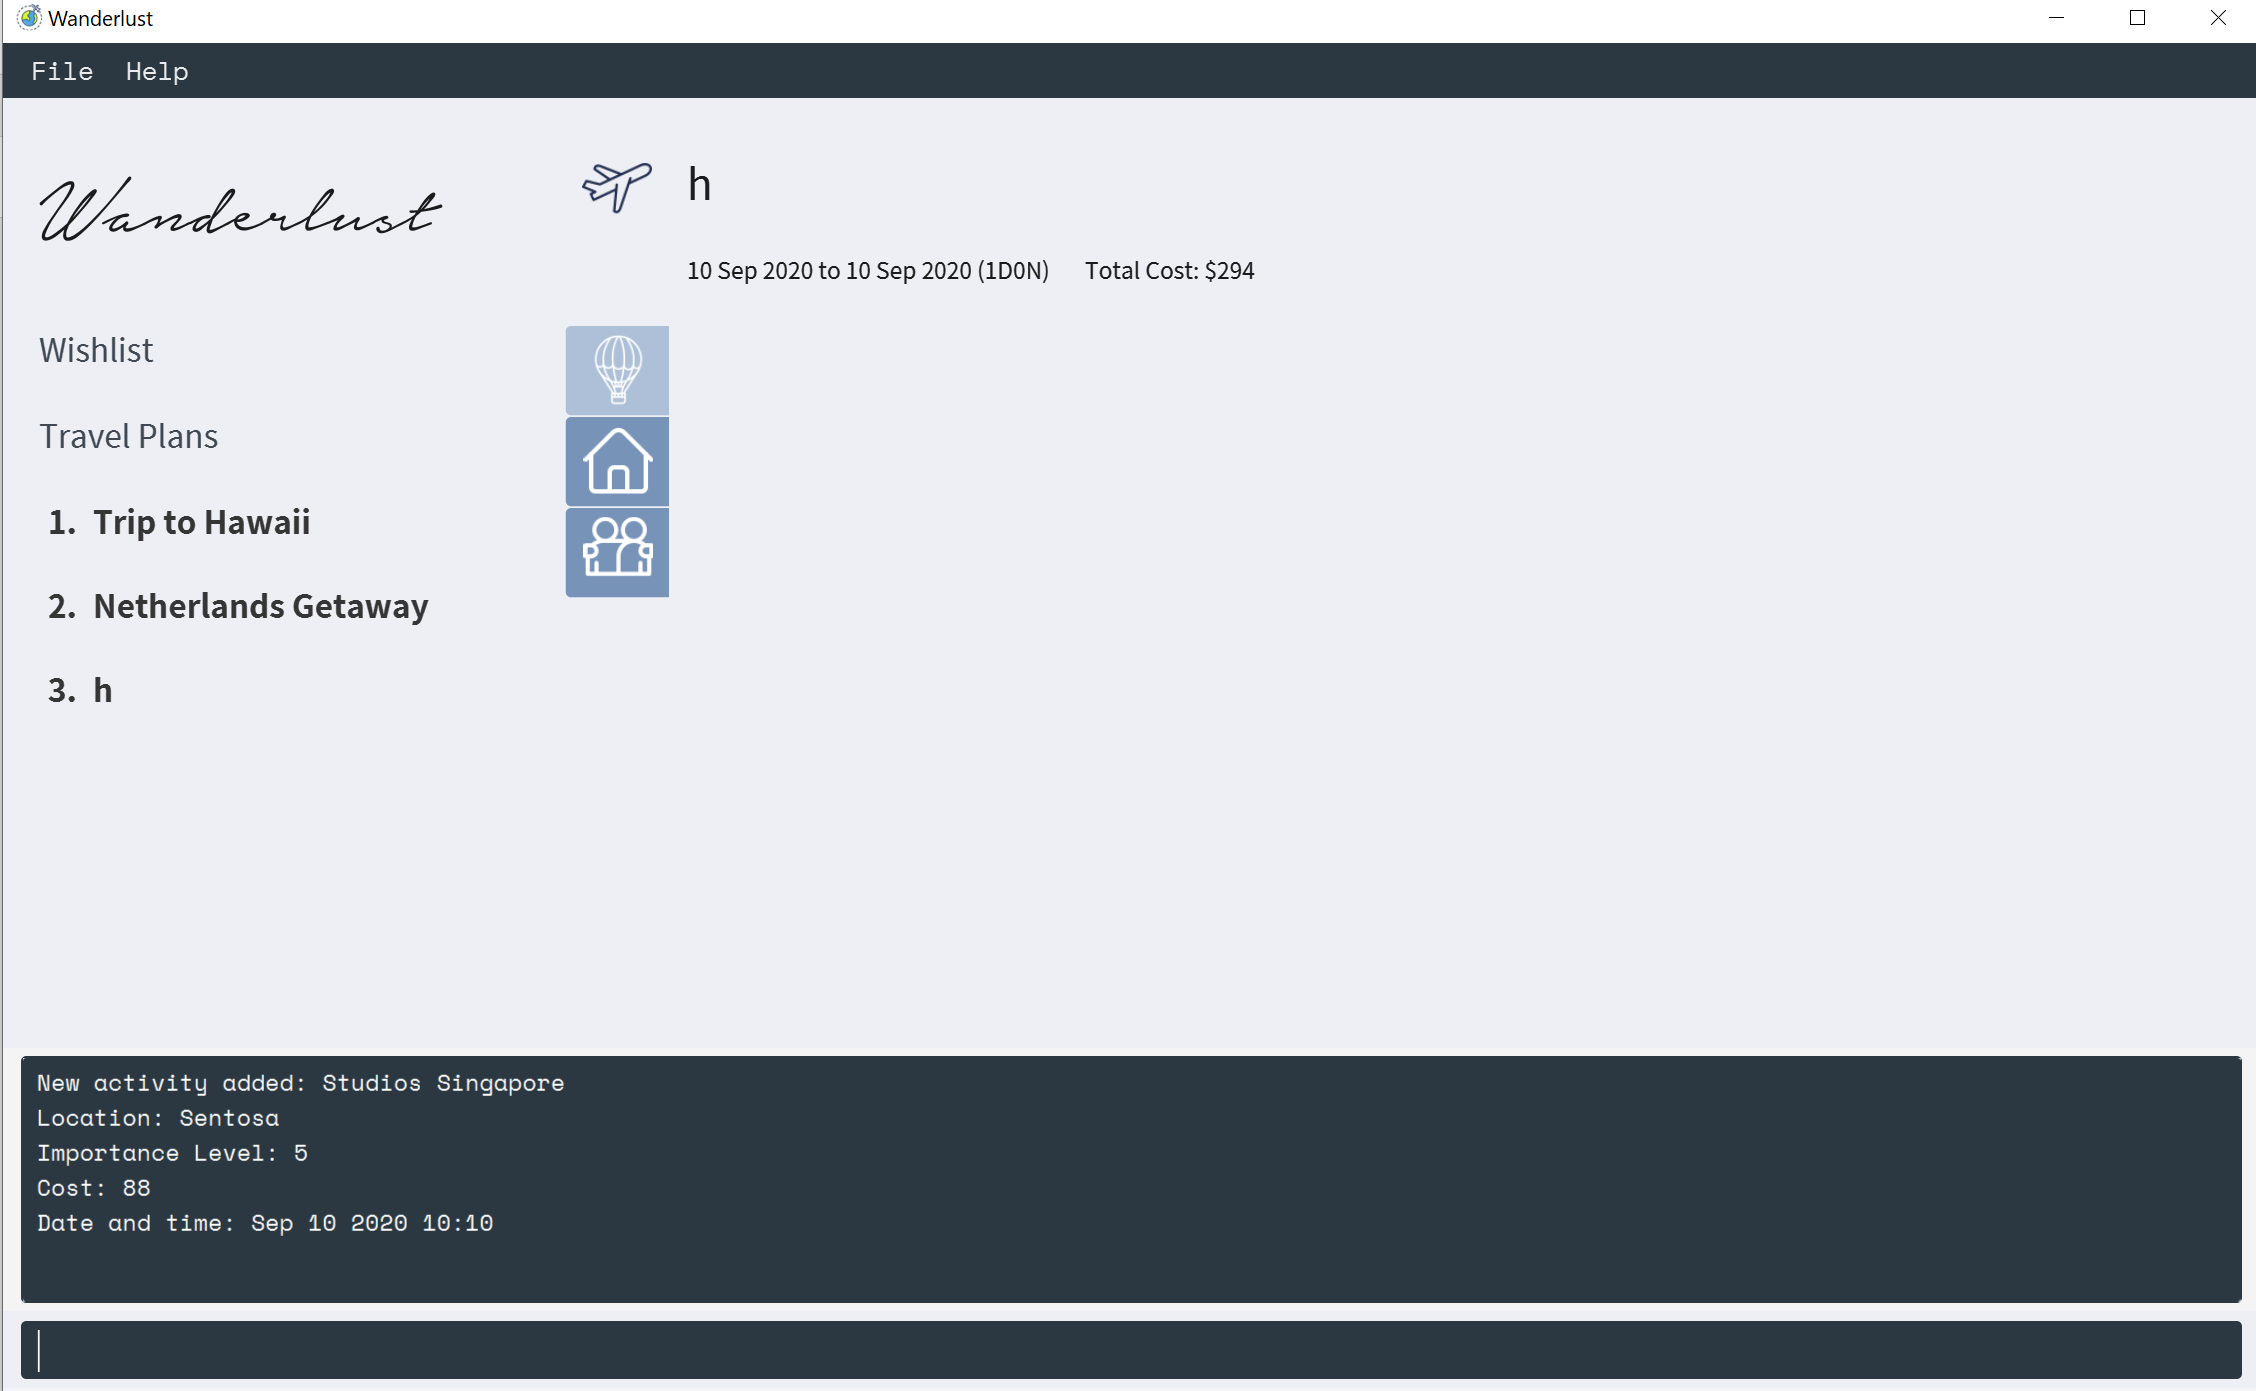 Wanderlust
File Help
Wanderlust
h
10 Sep 2020 to 10 Sep 2020 (1D0N) Total Cost: $294
Wishlist
Travel Plans
1. Trip to Hawaii
2. Netherlands Getaway
3. h
New activity added: Studios Singapore
Location: Sentosa
Importance Level: 5
Cost: 88
Date and time: Sep 10 2020 10:10